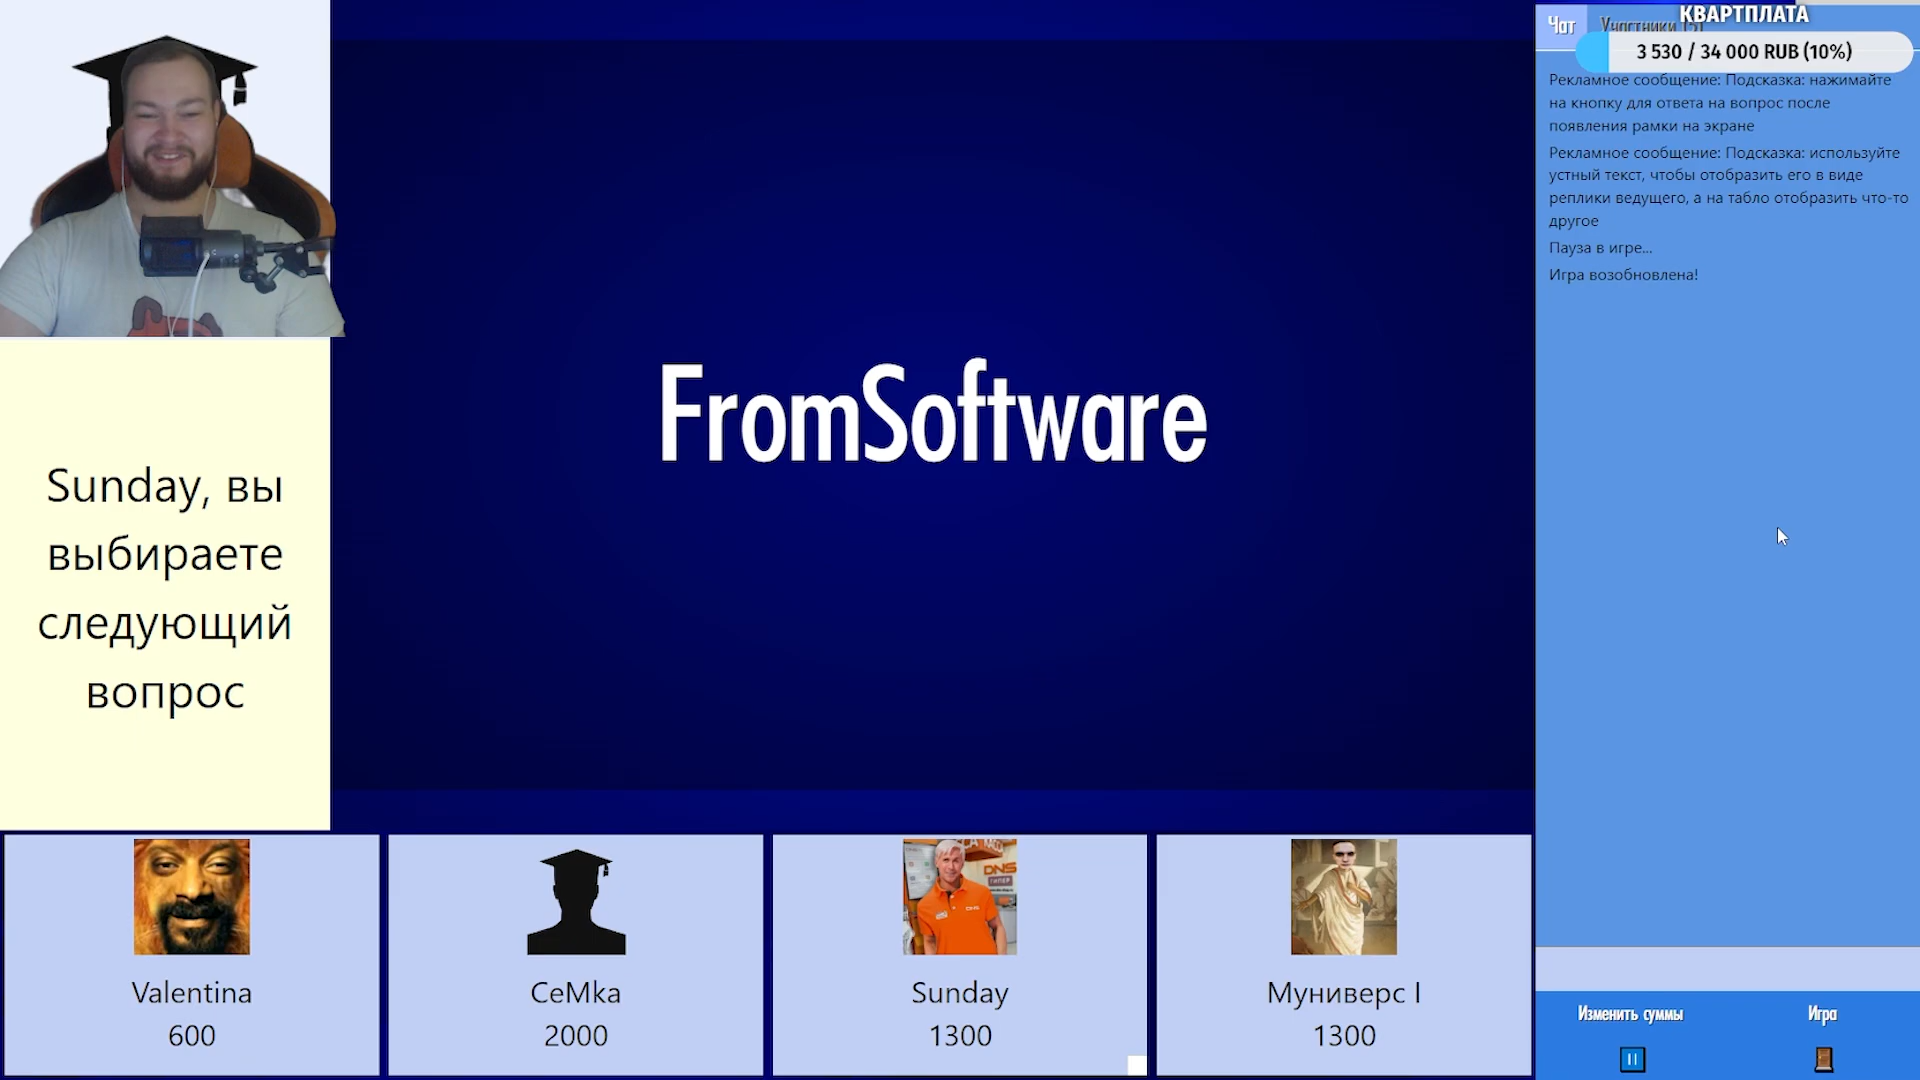 FromSoftware
Sunday, вы
выбираете
следующий
вопрос
Valentina
600
CeMka
2000
Sunday
1300
DNS
ГИПЕР
Муниверс I
1300
КВАРТПЛАТА
Чат
Участники
3 530 / 34 000 RUB (10%)
Рекламное сообщение: Подсказка: нажимайте
на кнопку для ответа на вопрос после
появления рамки на экране
Рекламное сообщение: Подсказка: используйте
устный текст, чтобы отобразить его в виде
реплики ведущего, а на табло отобразить что-то
другое
Пауза в игре...
Игра возобновлена!
Изменить суммы
Игра